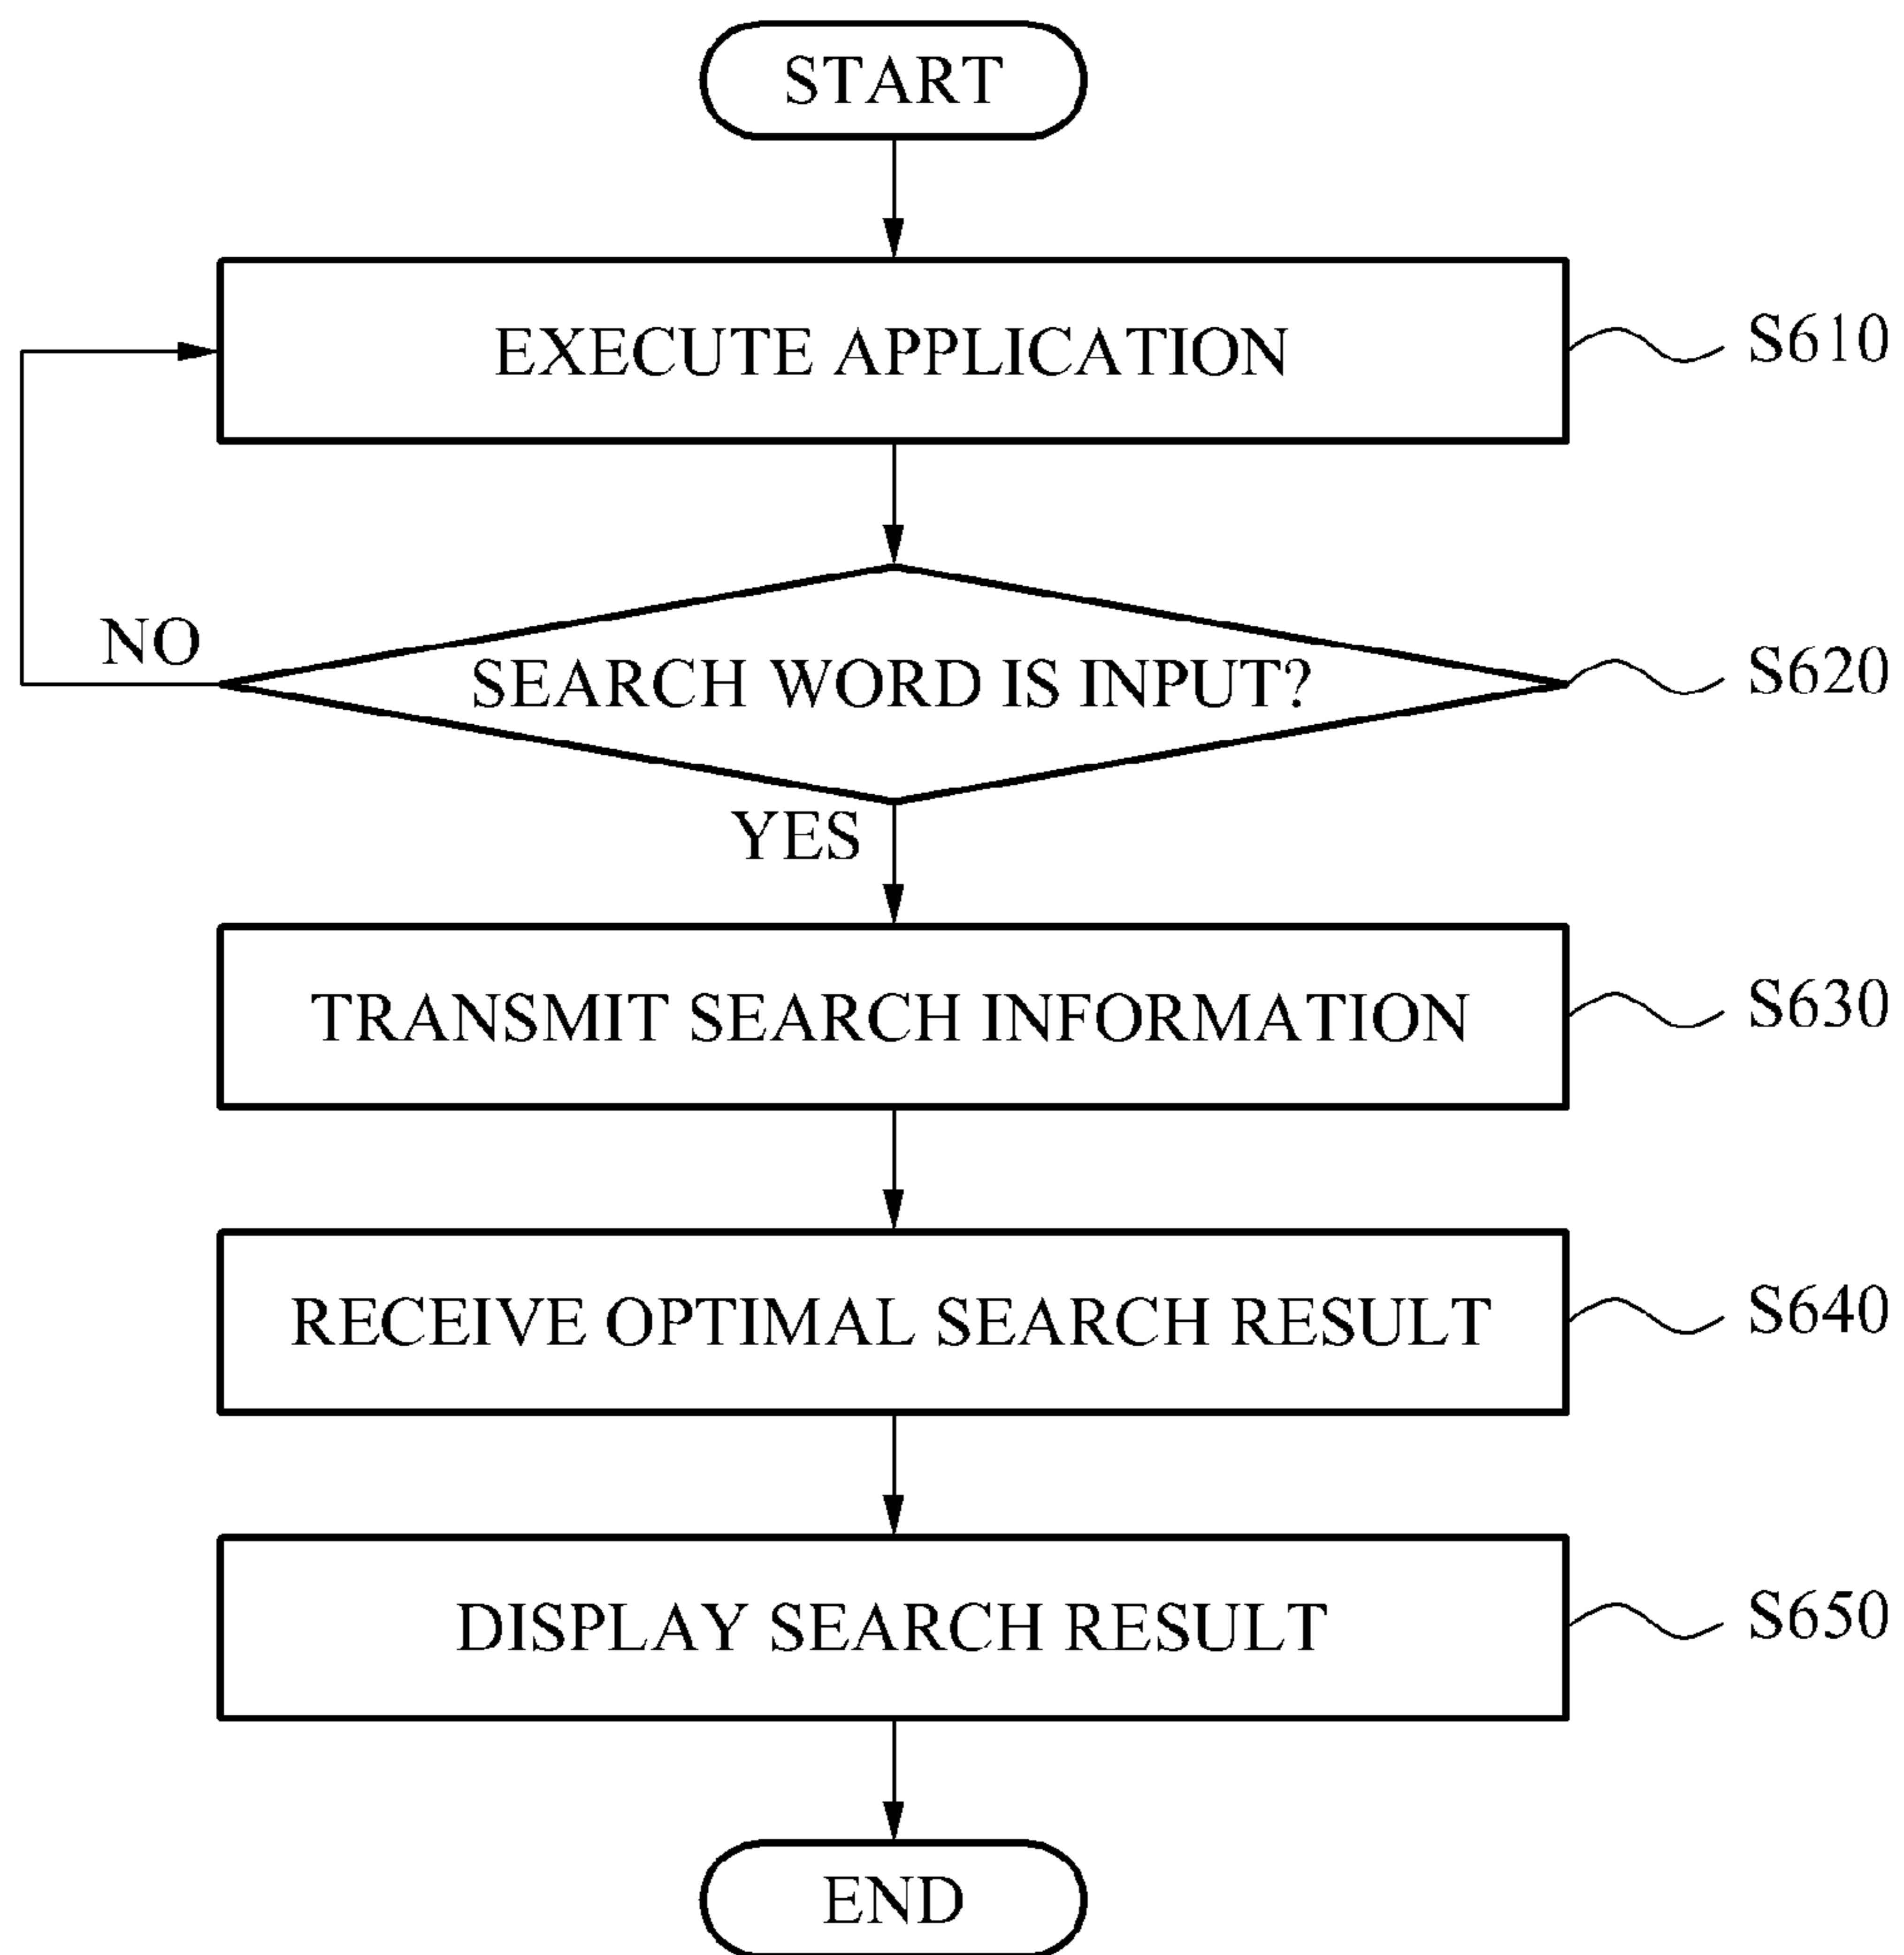 START
EXECUTE APPLICATION
S610
NO
SEARCH WORD IS INPUT?
S620
YES
TRANSMIT SEARCH INFORMATION
S630
RECEIVE OPTIMAL SEARCH RESULT
S640
DISPLAY SEARCH RESULT
S650
END